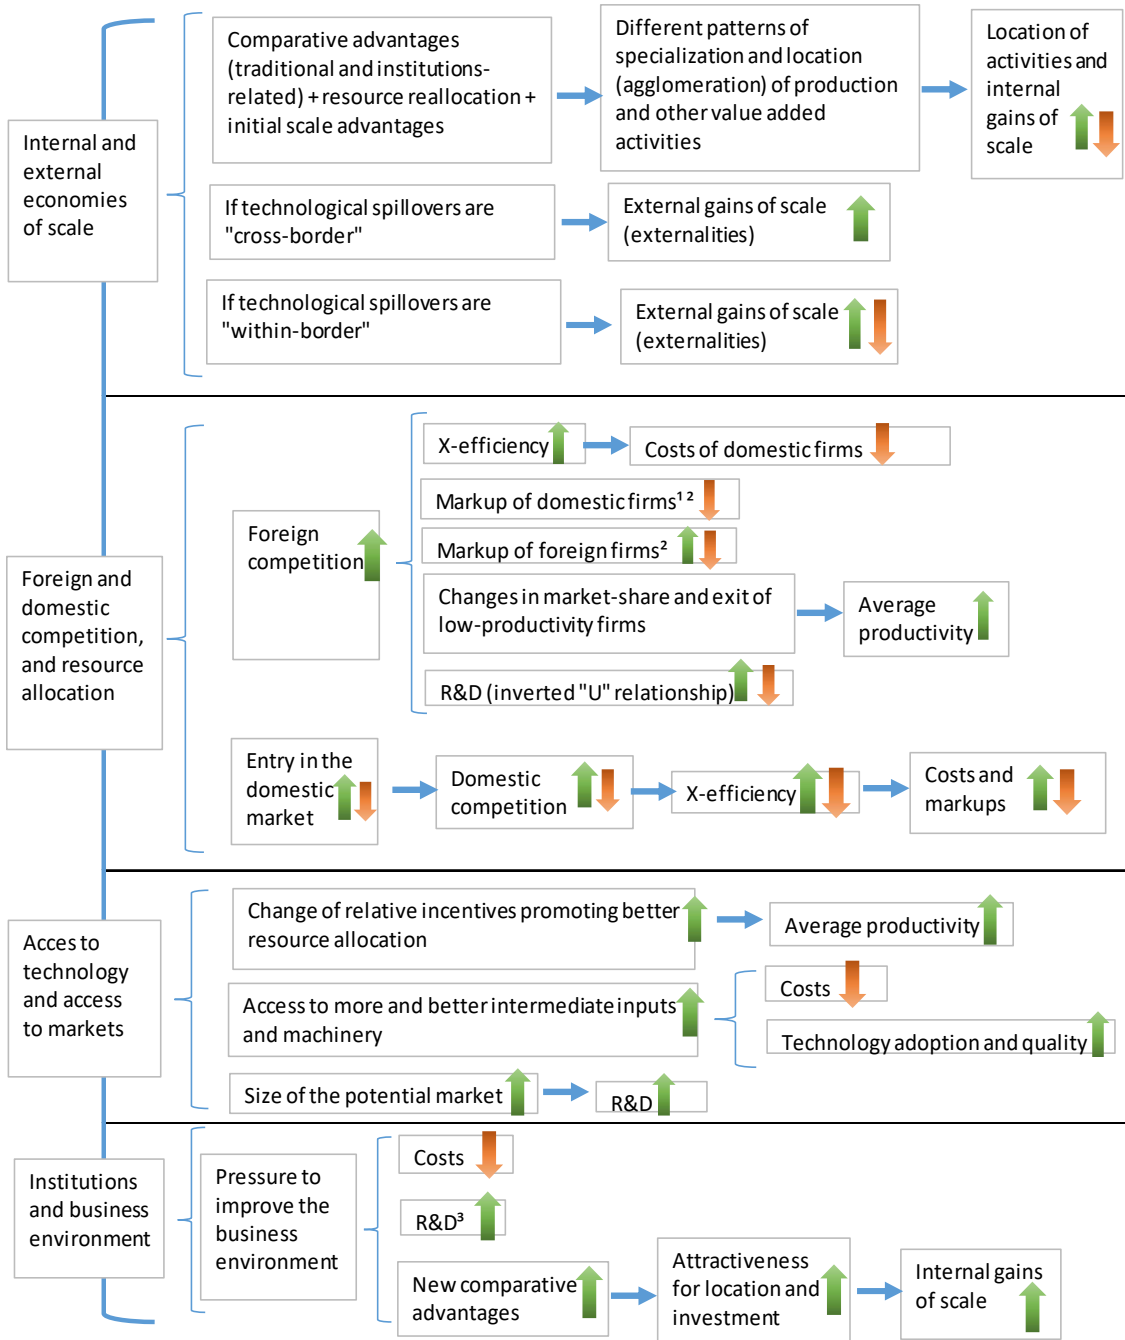 Internal and
external
economies
of scale
Comparative advantages
(traditional and institutions-
related) + resource reallocation +
initial scale advantages
Different patterns of
specialization and location
(agglomeration) of production
and other value added
activities
Location of
activities and
internal
gains of
scale
If technological spillovers are
"cross-border"
External gains of scale
(externalities)
If technological spillovers are
"within-border"
External gains of scale
(externalities)
Foreign and
domestic
competition,
and resource
allocation
Foreign
competition
X-efficiency
Costs of domestic firms
Markup of domestic firms¹ ²
Markup of foreign firms²
Changes in market-share and exit of
low-productivity firms
Average
productivity
R&D (inverted "U" relationship)
Entry in the
domestic
market
Domestic
competition
X-efficiency
Costs and
markups
Acces to
technology
and access
to markets
Change of relative incentives promoting better
resource allocation
Average productivity
Access to more and better intermediate inputs
and machinery
Costs
Technology adoption and quality
Size of the potential market
R&D
Institutions
and business
environment
Pressure to
improve the
business
environment
Costs
R&D³
New comparative
advantages
Attractiveness
for location and
investment
Internal gains
of scale